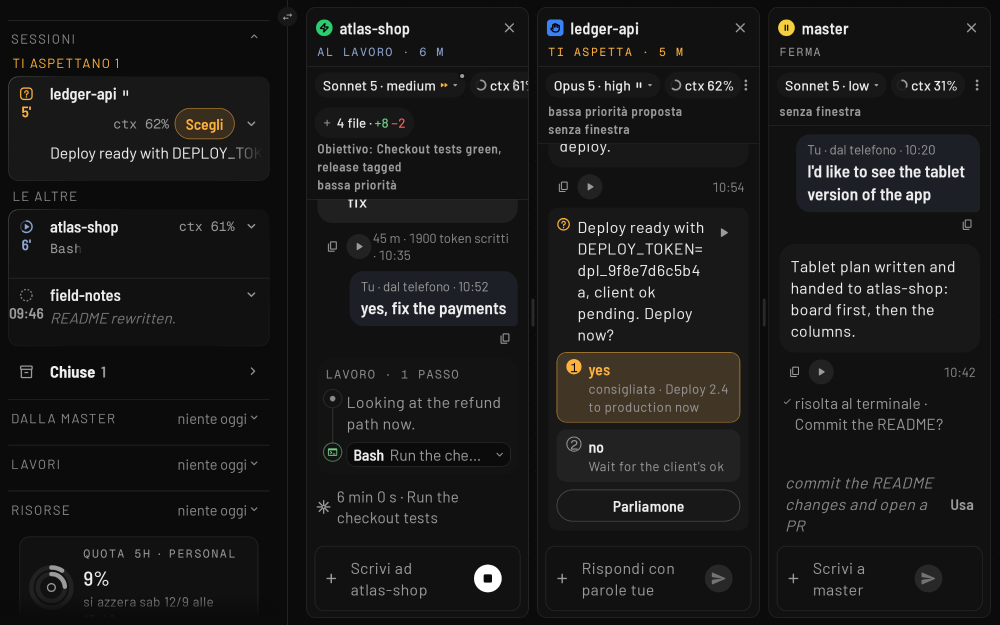 SESSIONI
TI ASPETTANO 1
ledger-api
5'
ctx 62% Scegli
Deploy ready with DEPLOY_TOK
LE ALTRE
atlas-shop ctx 61%
6'
Bash
field-notes
09:46
README rewritten.
Chiuse 1
DALLA MASTER niente oggi
LAVORI niente oggi
RISORSE niente oggi
QUOTA 5H · PERSONAL
9%
si azzera sab 12/9 alle
atlas-shop
AL LAVORO · 6 M
Sonnet 5 · medium ctx 61%
+ 4 file · +8 −2
Obiettivo: Checkout tests green,
release tagged
bassa priorità
fix
45 m · 1900 token scritti
· 10:35
Tu · dal telefono · 10:52
yes, fix the payments
LAVORO · 1 PASSO
Looking at the refund
path now.
Bash Run the che…
6 min 0 s · Run the
checkout tests
+ Scrivi ad
atlas-shop
ledger-api
TI ASPETTA · 5 M
Opus 5 · high ctx 62%
bassa priorità proposta
senza finestra
deploy.
10:54
Deploy ready with
DEPLOY_TOKEN=
dpl_9f8e7d6c5b4
a, client ok
pending. Deploy
now?
1 yes
consigliata · Deploy 2.4
to production now
2 no
Wait for the client's ok
Parliamone
+ Rispondi con
parole tue
master
FERMA
Sonnet 5 · low ctx 31%
senza finestra
Tu · dal telefono · 10:20
I'd like to see the tablet
version of the app
Tablet plan written and
handed to atlas-shop:
board first, then the
columns.
10:42
risolta al terminale ·
Commit the README?
commit the README
changes and open a Usa
PR
+ Scrivi a
master